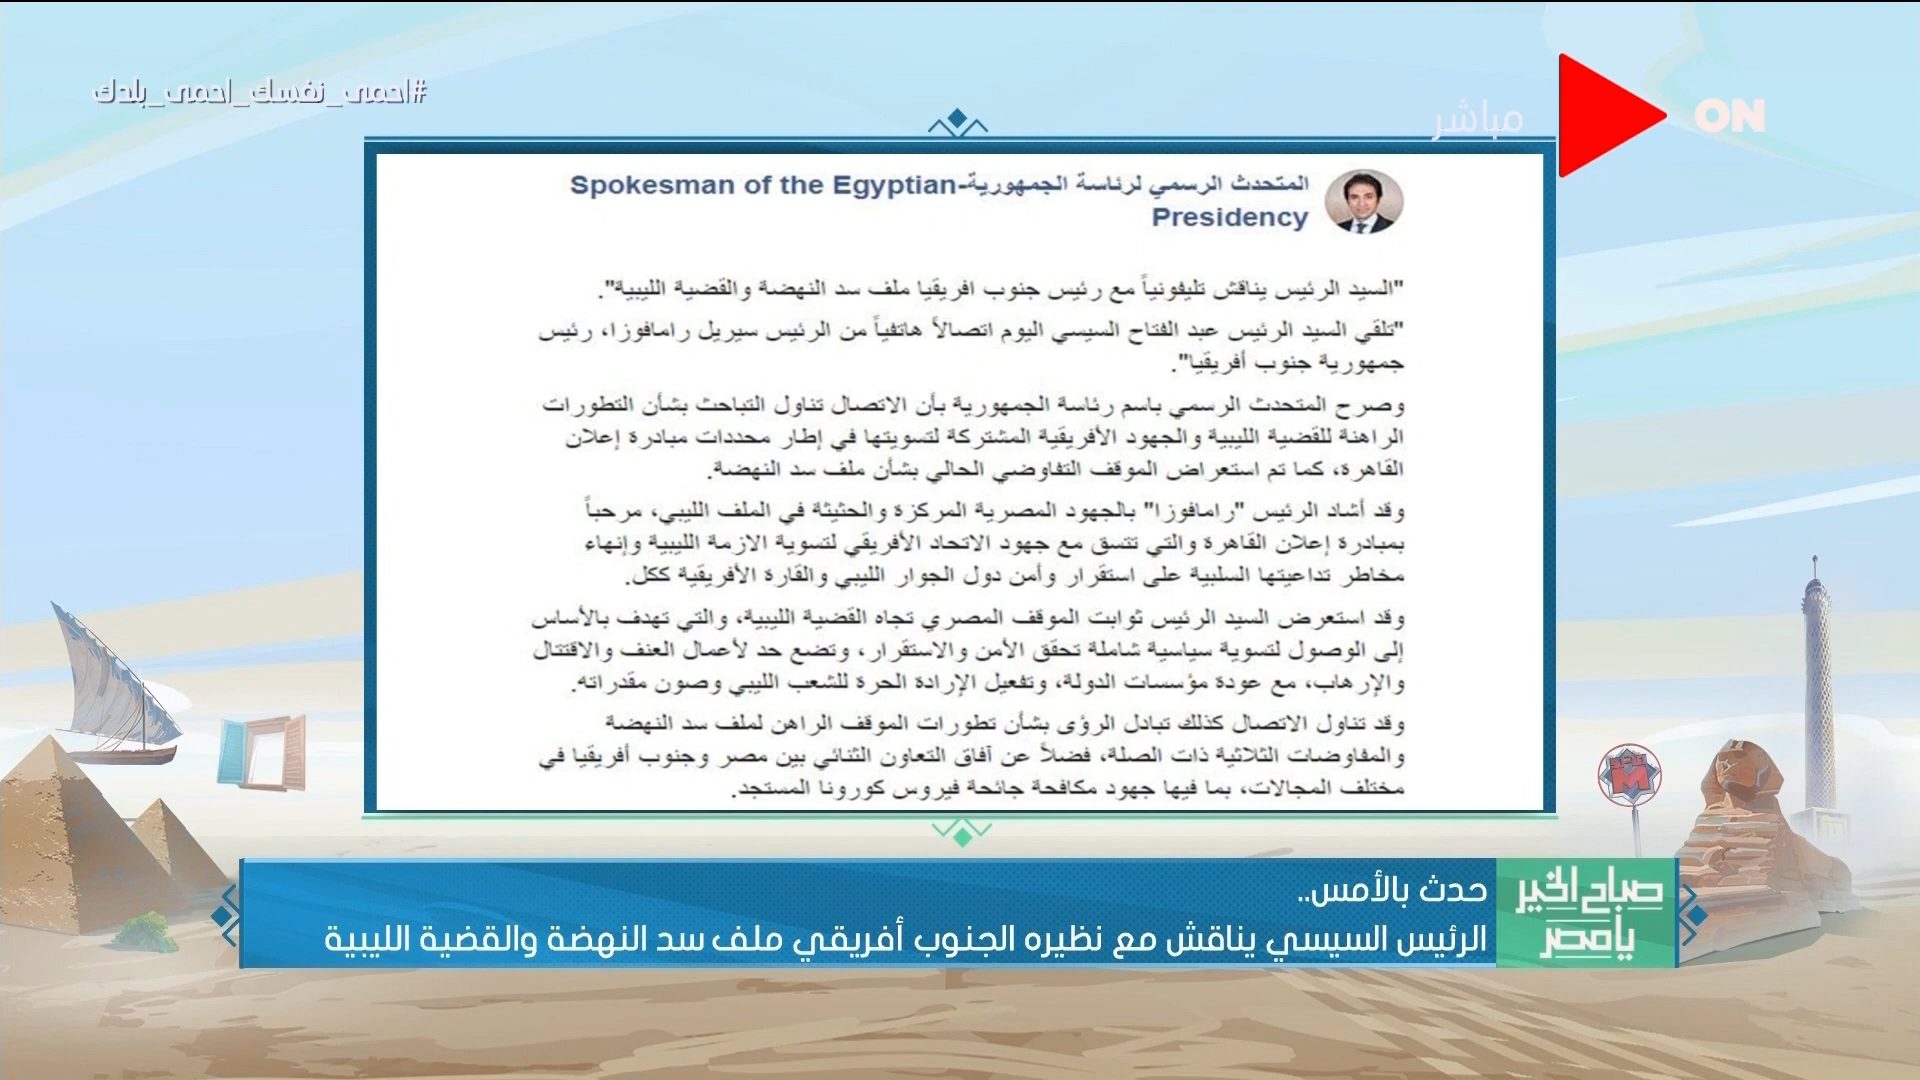 #احمى_نفسك_احمى_بلدك
مباشر
ON
المتحدث الرسمي لرئاسة الجمهورية-Spokesman of the Egyptian
Presidency
"السيد الرئيس يناقش تليفونياً مع رئيس جنوب افريقيا ملف سد النهضة والقضية الليبية".
"تلقي السيد الرئيس عبد الفتاح السيسي اليوم اتصالاً هاتفياً من الرئيس سيريل رامافوزا، رئيس
جمهورية جنوب أفريقيا".
وصرح المتحدث الرسمي باسم رئاسة الجمهورية بأن الاتصال تناول التباحث بشأن التطورات
الراهنة للقضية الليبية والجهود الأفريقية المشتركة لتسويتها في إطار محددات مبادرة إعلان
القاهرة، كما تم استعراض الموقف التفاوضي الحالي بشأن ملف سد النهضة.
وقد أشاد الرئيس "رامافوزا" بالجهود المصرية المركزة والحثيثة في الملف الليبي، مرحباً
بمبادرة إعلان القاهرة والتي تتسق مع جهود الاتحاد الأفريقي لتسوية الازمة الليبية وإنهاء
مخاطر تداعيتها السلبية على استقرار وأمن دول الجوار الليبي والقارة الأفريقية ككل.
وقد استعرض السيد الرئيس ثوابت الموقف المصري تجاه القضية الليبية، والتي تهدف بالأساس
إلى الوصول لتسوية سياسية شاملة تحقق الأمن والاستقرار، وتضع حد لأعمال العنف والاقتتال
والإرهاب، مع عودة مؤسسات الدولة، وتفعيل الإرادة الحرة للشعب الليبي وصون مقدراته.
وقد تناول الاتصال كذلك تبادل الرؤى بشأن تطورات الموقف الراهن لملف سد النهضة
والمفاوضات الثلاثية ذات الصلة، فضلاً عن آفاق التعاون الثنائي بين مصر وجنوب أفريقيا في
مختلف المجالات، بما فيها جهود مكافحة جائحة فيروس كورونا المستجد.
صباح الخير
يا مصر
حدث بالأمس..
الرئيس السيسي يناقش مع نظيره الجنوب أفريقي ملف سد النهضة والقضية الليبية
M